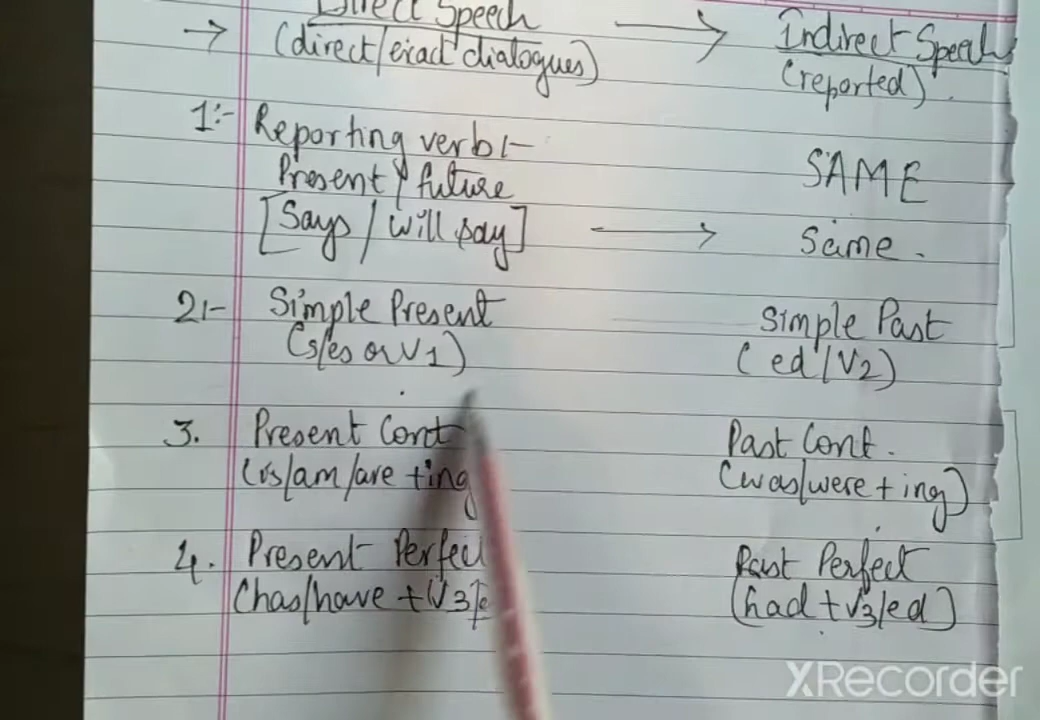 Direct Speech → Indirect Speech
→ (direct/exact dialogues) (reported).
1:- Reporting verb:-
Present / future SAME
[Says / will say] → Same.
2:- Simple Present Simple Past
(s/es or V1) (ed/V2)
3. Present Cont Past Cont.
(is/am/are +ing (was/were + ing)
4. Present Perfect Past Perfect
(has/have + (V3/ (had + V3/ed)
XRecorder